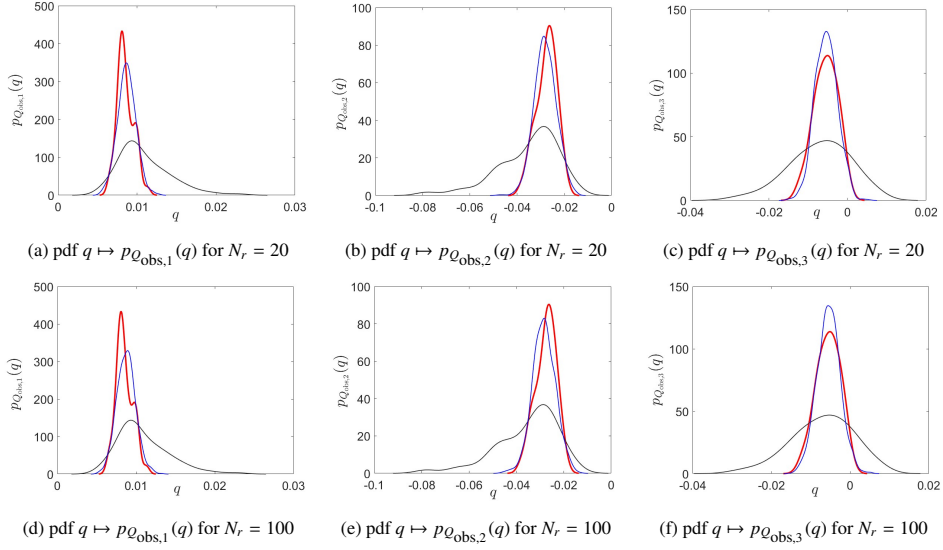 500
400
300
200
100
0
p_{Q_{obs,1}}(q)
0 0.01 0.02 0.03
q
100
80
60
40
20
0
p_{Q_{obs,2}}(q)
-0.1 -0.08 -0.06 -0.04 -0.02 0
q
150
100
50
0
p_{Q_{obs,3}}(q)
-0.04 -0.02 0 0.02
q
(a) pdf q ↦ p_{Q_{obs,1}}(q) for N_r = 20
(b) pdf q ↦ p_{Q_{obs,2}}(q) for N_r = 20
(c) pdf q ↦ p_{Q_{obs,3}}(q) for N_r = 20
500
400
300
200
100
0
p_{Q_{obs,1}}(q)
0 0.01 0.02 0.03
q
100
80
60
40
20
0
p_{Q_{obs,2}}(q)
-0.1 -0.08 -0.06 -0.04 -0.02 0
q
150
100
50
0
p_{Q_{obs,3}}(q)
-0.04 -0.02 0 0.02
q
(d) pdf q ↦ p_{Q_{obs,1}}(q) for N_r = 100
(e) pdf q ↦ p_{Q_{obs,2}}(q) for N_r = 100
(f) pdf q ↦ p_{Q_{obs,3}}(q) for N_r = 100